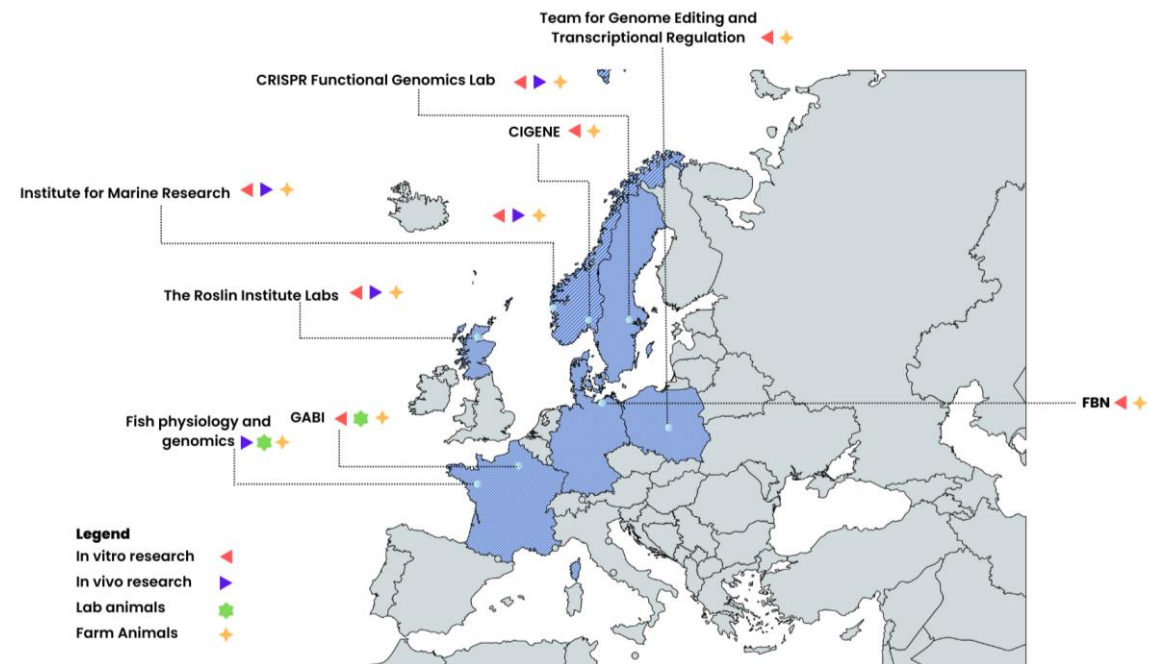 Team for Genome Editing and
Transcriptional Regulation
CRISPR Functional Genomics Lab
CIGENE
Institute for Marine Research
The Roslin Institute Labs
Fish physiology and
genomics
GABI
FBN
Legend
In vitro research
In vivo research
Lab animals
Farm Animals